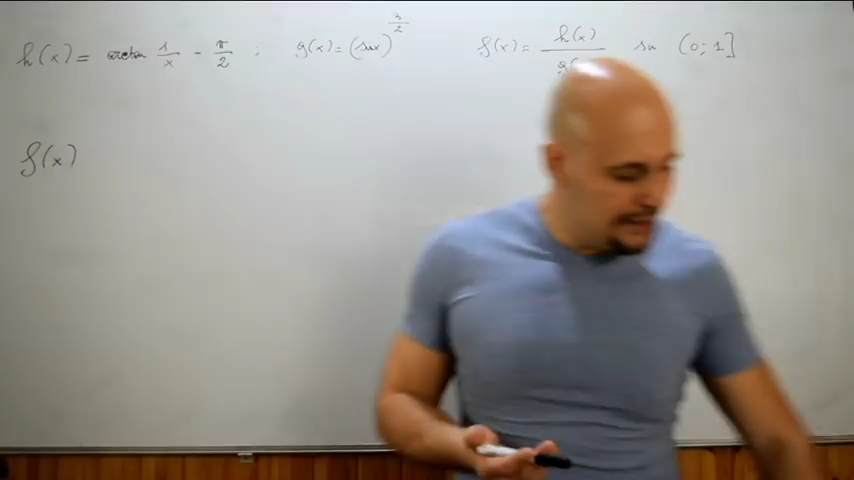 h(x) = arctan 1/x - π/2 ; g(x) = (sin x)^{3/2} f(x) = h(x)/g( su (0; 1]
f(x)